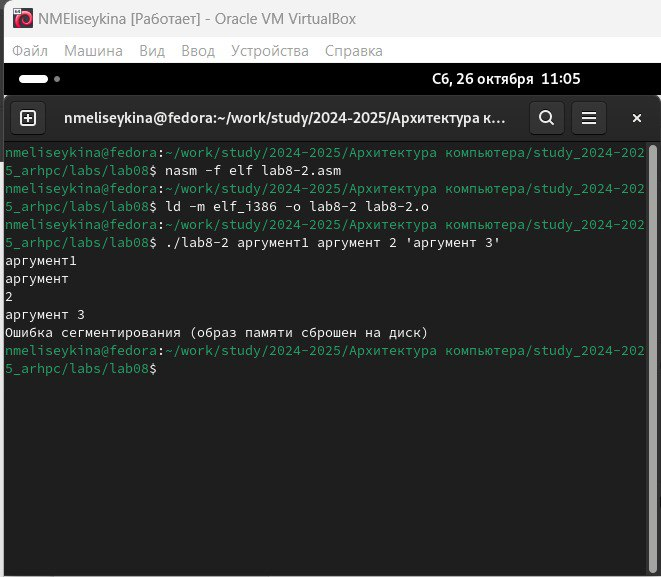 NMEliseykina [Работает] - Oracle VM VirtualBox
Файл Машина Вид Ввод Устройства Справка
Сб, 26 октября 11:05
nmeliseykina@fedora:~/work/study/2024-2025/Архитектура к...
nmeliseykina@fedora:~/work/study/2024-2025/Архитектура компьютера/study_2024-202
5_arhpc/labs/lab08$ nasm -f elf lab8-2.asm
nmeliseykina@fedora:~/work/study/2024-2025/Архитектура компьютера/study_2024-202
5_arhpc/labs/lab08$ ld -m elf_i386 -o lab8-2 lab8-2.o
nmeliseykina@fedora:~/work/study/2024-2025/Архитектура компьютера/study_2024-202
5_arhpc/labs/lab08$ ./lab8-2 аргумент1 аргумент 2 'аргумент 3'
аргумент1
аргумент
2
аргумент 3
Ошибка сегментирования (образ памяти сброшен на диск)
nmeliseykina@fedora:~/work/study/2024-2025/Архитектура компьютера/study_2024-202
5_arhpc/labs/lab08$